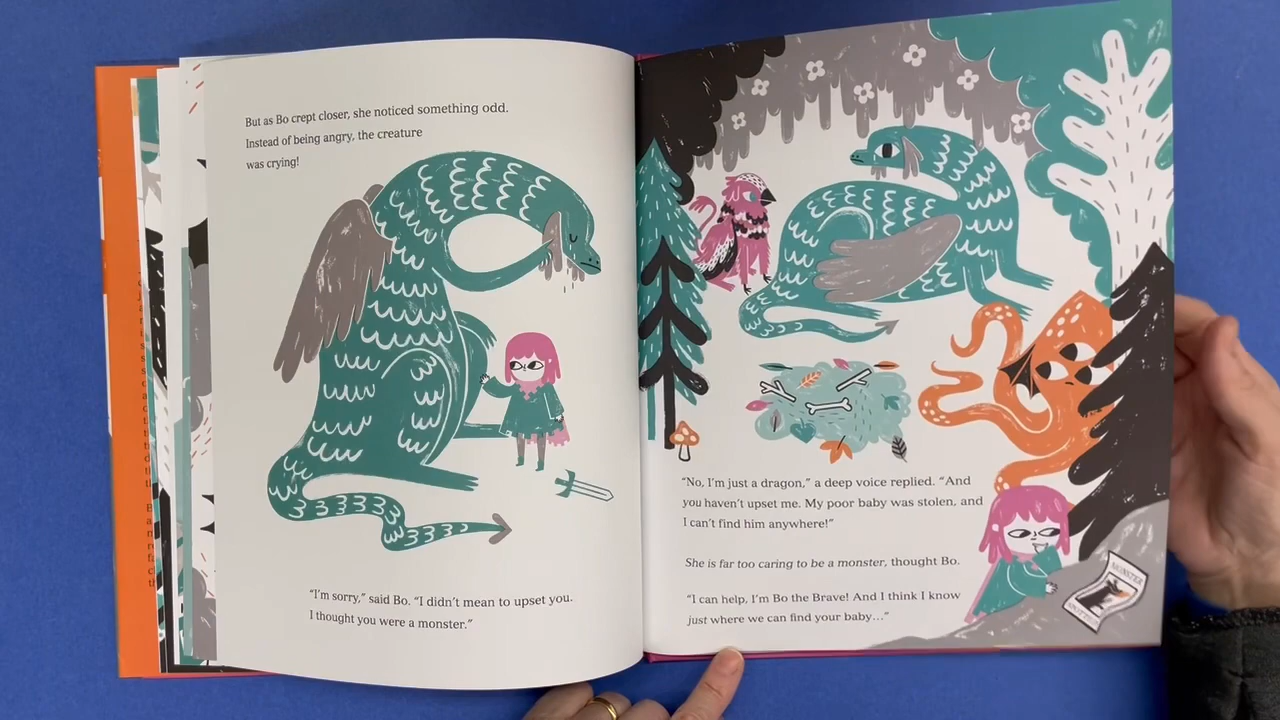 But as Bo crept closer, she noticed something odd.
Instead of being angry, the creature
was crying!
“I’m sorry,” said Bo. “I didn’t mean to upset you.
I thought you were a monster.”
“No, I’m just a dragon,” a deep voice replied. “And
you haven’t upset me. My poor baby was stolen, and
I can’t find him anywhere!”
She is far too caring to be a monster, thought Bo.
“I can help, I’m Bo the Brave! And I think I know
just where we can find your baby…”
MONSTER
SPOTTED